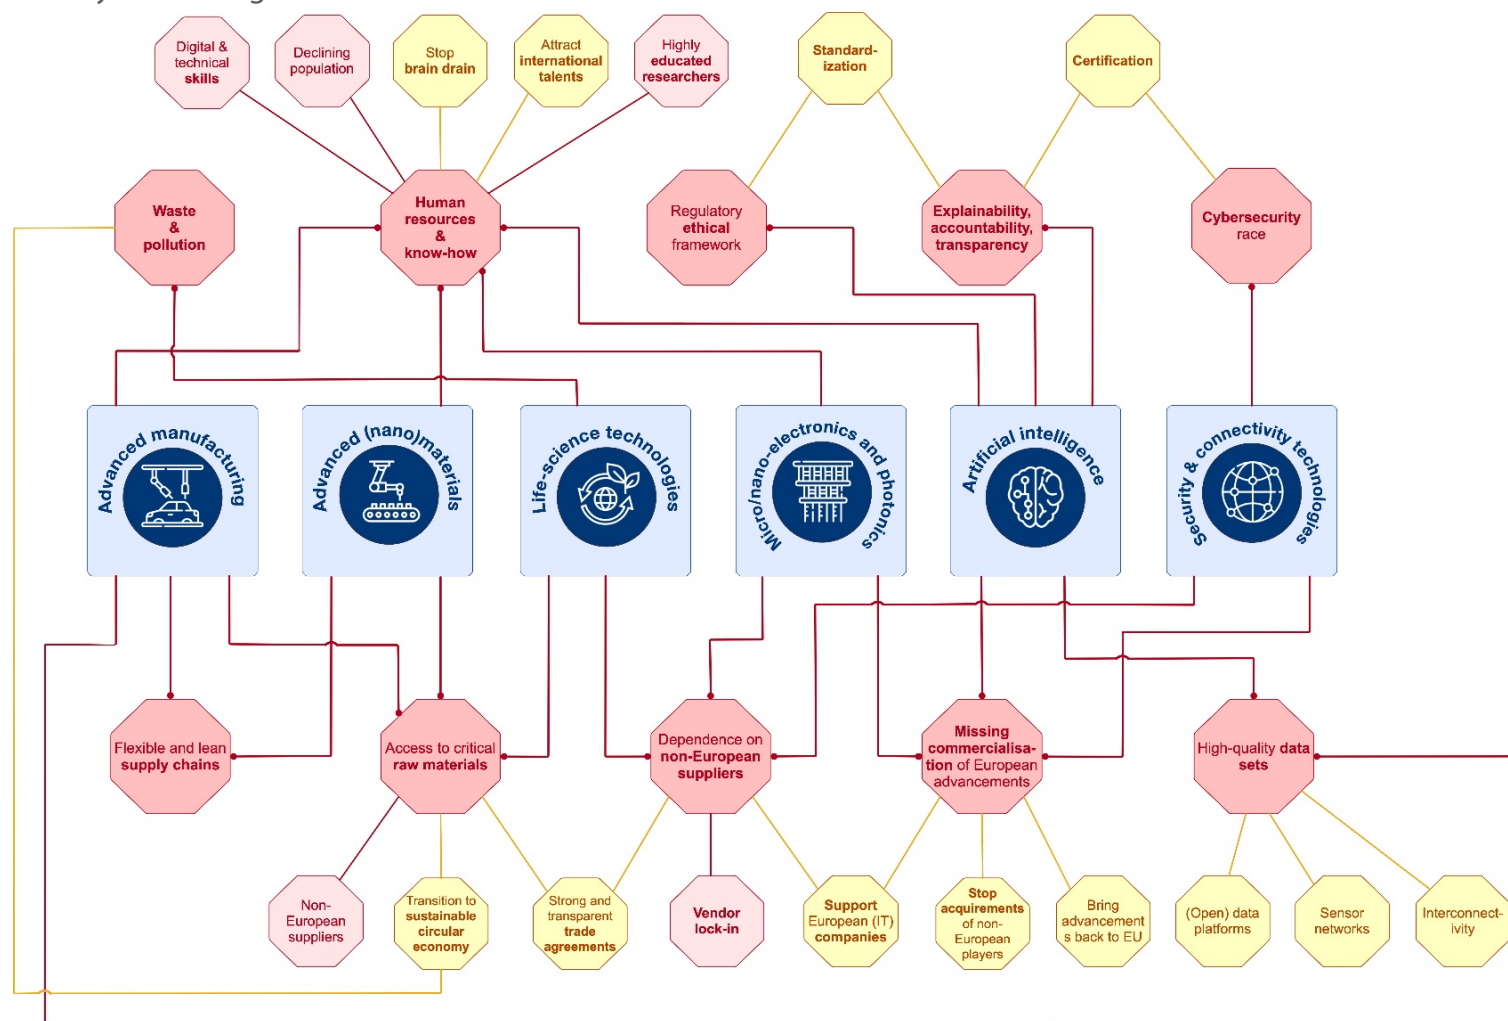 Digital &
technical
skills
Declining
population
Stop
brain drain
Attract
international
talents
Highly
educated
researchers
Standard-
ization
Certification
Waste
&
pollution
Human
resources
&
know-how
Regulatory
ethical
framework
Explainability,
accountability,
transparency
Cybersecurity
race
Advanced manufacturing
Advanced (nano)materials
Life-science technologies
Micro/nano-electronics and photonics
Artificial intelligence
Security & connectivity technologies
Flexible and lean
supply chains
Access to critical
raw materials
Dependence on
non-European
suppliers
Missing
commercialisa-
tion of European
advancements
High-quality data
sets
Non-
European
suppliers
Transition to
sustainable
circular
economy
Strong and
transparent
trade
agreements
Vendor
lock-in
Support
European (IT)
companies
Stop
acquirements
of non-
European
players
Bring
advancement
s back to EU
(Open) data
platforms
Sensor
networks
Interconnect-
ivity